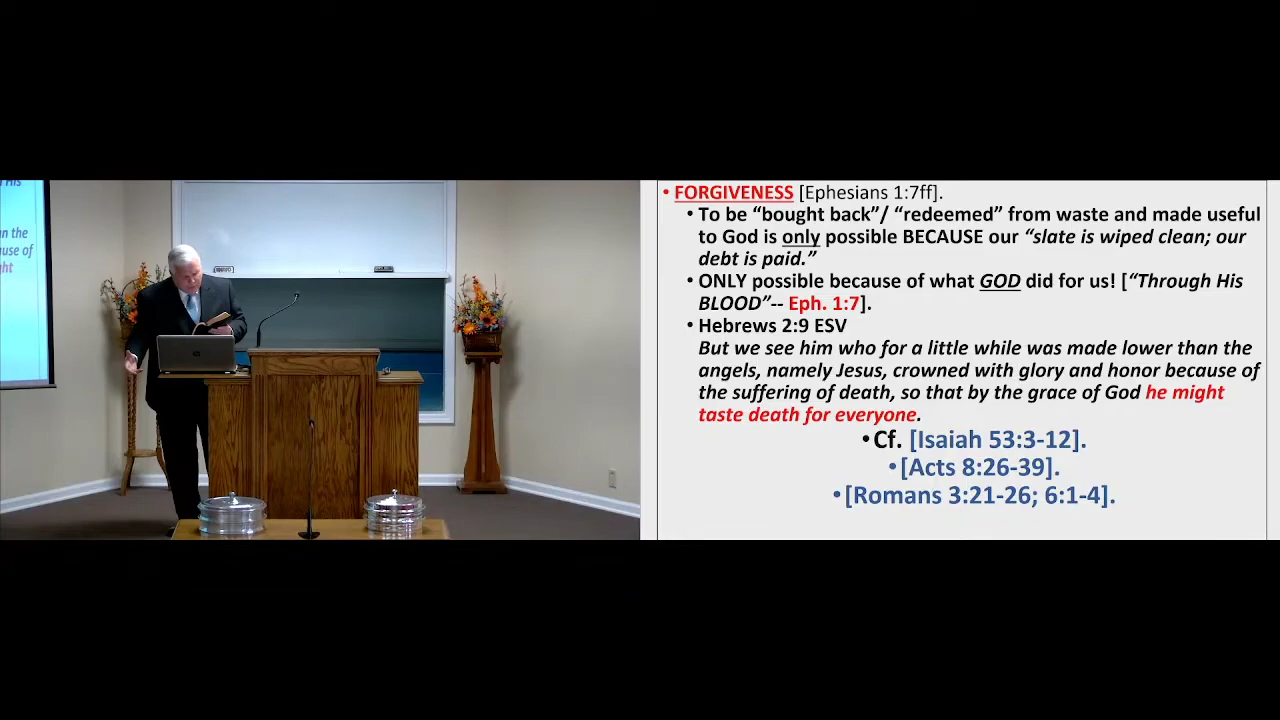 his
n the
use of
ght
• FORGIVENESS [Ephesians 1:7ff].
• To be “bought back”/ “redeemed” from waste and made useful
to God is only possible BECAUSE our “slate is wiped clean; our
debt is paid.”
• ONLY possible because of what GOD did for us! [“Through His
BLOOD”-- Eph. 1:7].
• Hebrews 2:9 ESV
But we see him who for a little while was made lower than the
angels, namely Jesus, crowned with glory and honor because of
the suffering of death, so that by the grace of God he might
taste death for everyone.
•Cf. [Isaiah 53:3-12].
•[Acts 8:26-39].
•[Romans 3:21-26; 6:1-4].